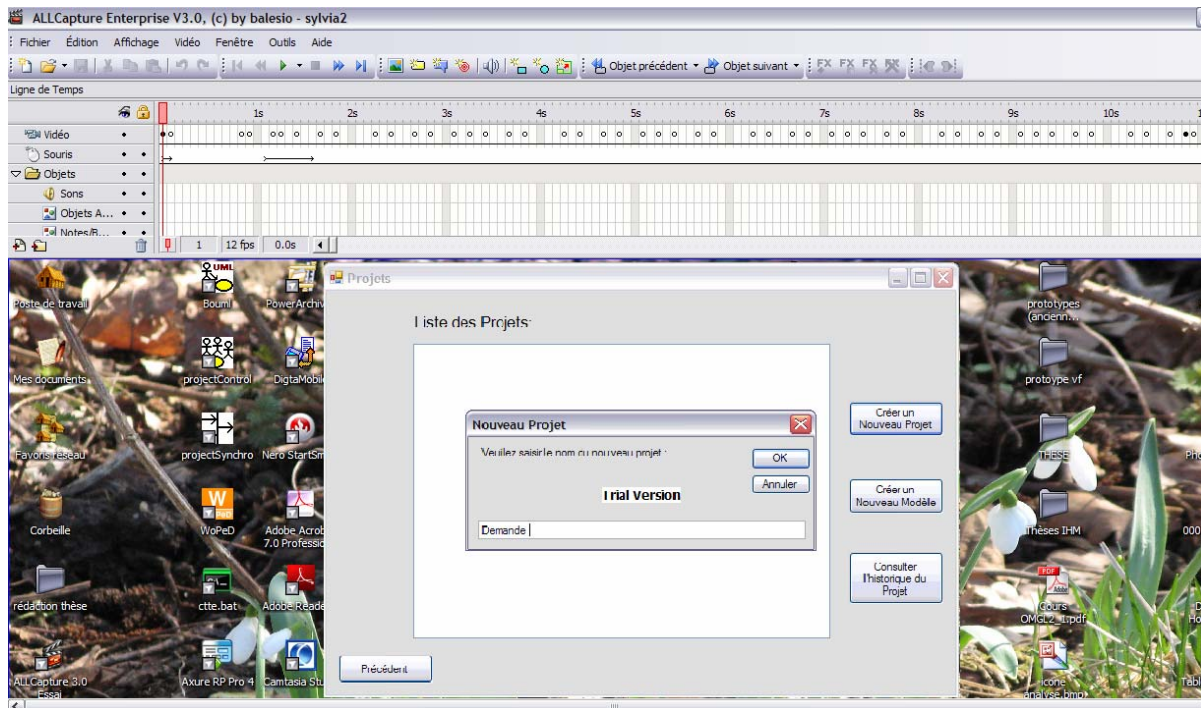 ALLCapture Enterprise V3.0, (c) by balesio - sylvia2
Fichier Édition Affichage Vidéo Fenêtre Outils Aide
Objet précédent Objet suivant
Ligne de Temps
1s 2s 3s 4s 5s 6s 7s 8s 9s 10s
Vidéo
Souris
Objets
Sons
Objets A...
Notes/B...
1 12 fps 0.0s
Projets
Poste de travail
Boumi
PowerArchiv
prototypes (ancienn...
Liste des Projets:
Mes documents
projectControl
DigtaMobil
protoype vf
Créer un
Nouveau Projet
Nouveau Projet
Veuillez saisir le nom du nouveau projet :
OK
Annuler
Trial Version
Demande
Favoris réseau
projectSynchro
Nero StartSm
THESE
Pho
Créer un
Nouveau Modèle
Corbeille
WoPeD
Adobe Acrob
7.0 Professio
Thèses IHM
000
Consulter
l'historique du
Projet
rédaction thèse
ctte.bat
Adobe Reade
Cours
OMGL2_1.pdf
Précédent
ALLCapture 3.0
Essai
Axure RP Pro 4
Camtasia Stu
icone
analyse.bmp
Tabl